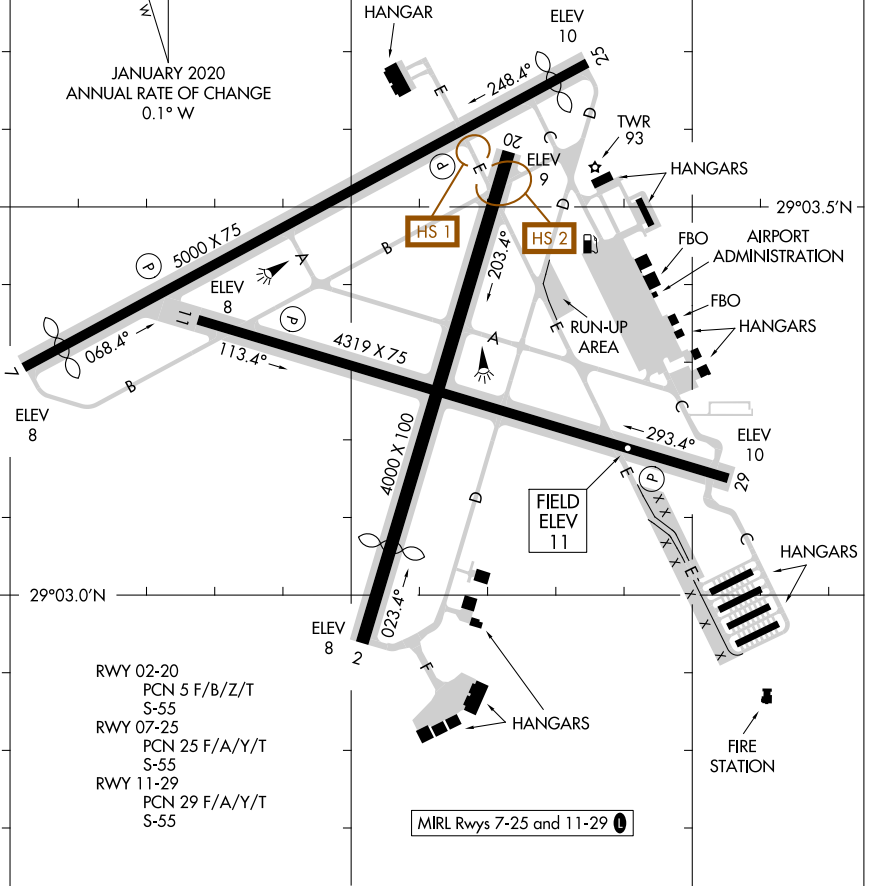 W
JANUARY 2020
ANNUAL RATE OF CHANGE
0.1° W
HANGAR
ELEV
10
25
248.4°
E
C
D
TWR
93
20
ELEV
9
HANGARS
P
E
D
29°03.5'N
HS 1
HS 2
5000 X 75
B
203.4°
FBO
AIRPORT
ADMINISTRATION
P
A
ELEV
8
FBO
11
P
E
RUN-UP
AREA
HANGARS
068.4°
113.4°
4319 X 75
A
7
B
C
ELEV
8
4000 X 100
293.4°
ELEV
10
29
P
D
E
FIELD
ELEV
11
X
X
X
X
C
HANGARS
E
29°03.0'N
X
X
X
023.4°
ELEV
8
2
F
RWY 02-20
PCN 5 F/B/Z/T
S-55
RWY 07-25
PCN 25 F/A/Y/T
S-55
RWY 11-29
PCN 29 F/A/Y/T
S-55
HANGARS
FIRE
STATION
MIRL Rwys 7-25 and 11-29 L